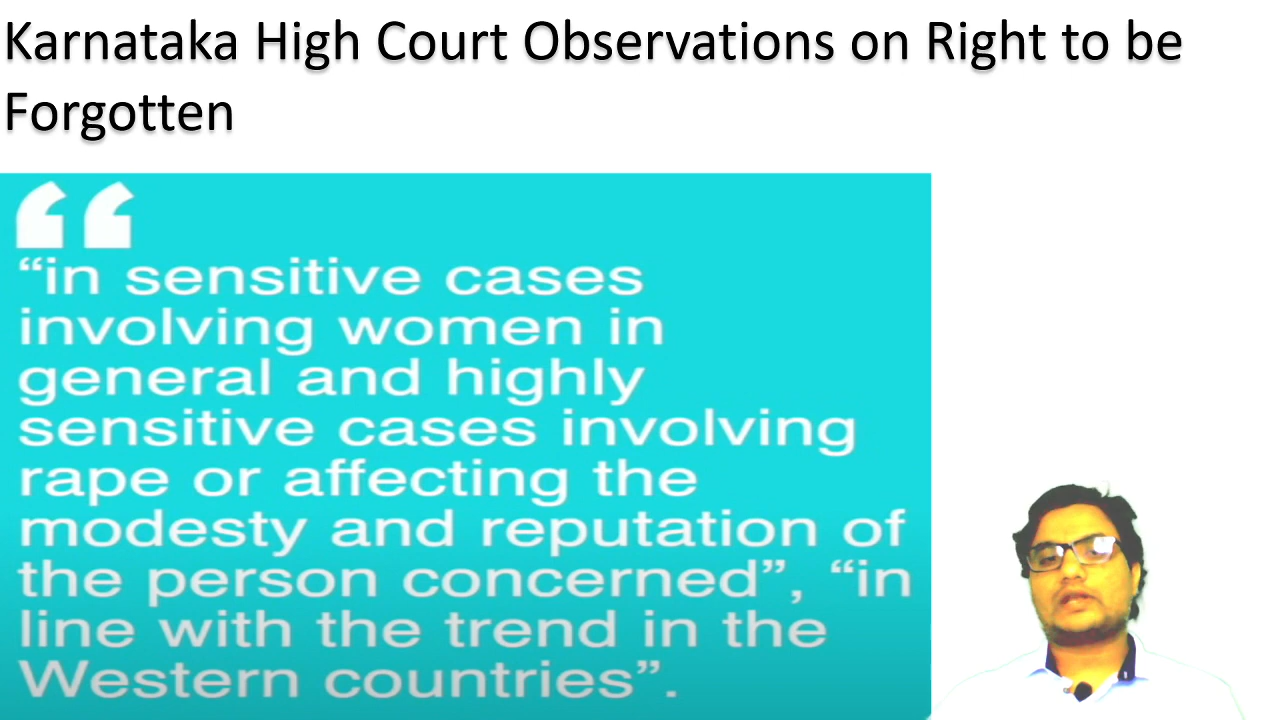 Karnataka High Court Observations on Right to be
Forgotten
“in sensitive cases
involving women in
general and highly
sensitive cases involving
rape or affecting the
modesty and reputation of
the person concerned”, “in
line with the trend in the
Western countries”.